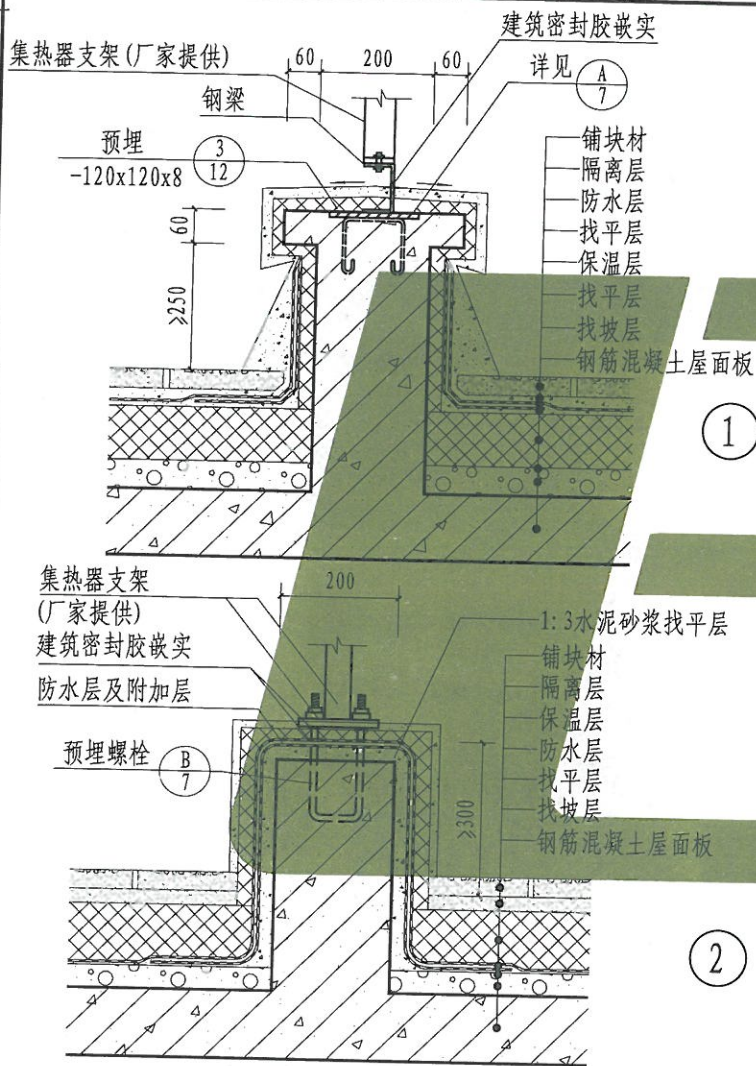 建筑密封胶嵌实
集热器支架(厂家提供)
60
200
60
详见
A
7
钢梁
预埋
3
12
-120x120x8
铺块材
隔离层
防水层
找平层
保温层
找平层
找坡层
钢筋混凝土屋面板
60
≥250
1
集热器支架
(厂家提供)
建筑密封胶嵌实
防水层及附加层
200
1:3水泥砂浆找平层
铺块材
隔离层
保温层
防水层
找平层
找坡层
钢筋混凝土屋面板
预埋螺栓
B
7
≥300
2